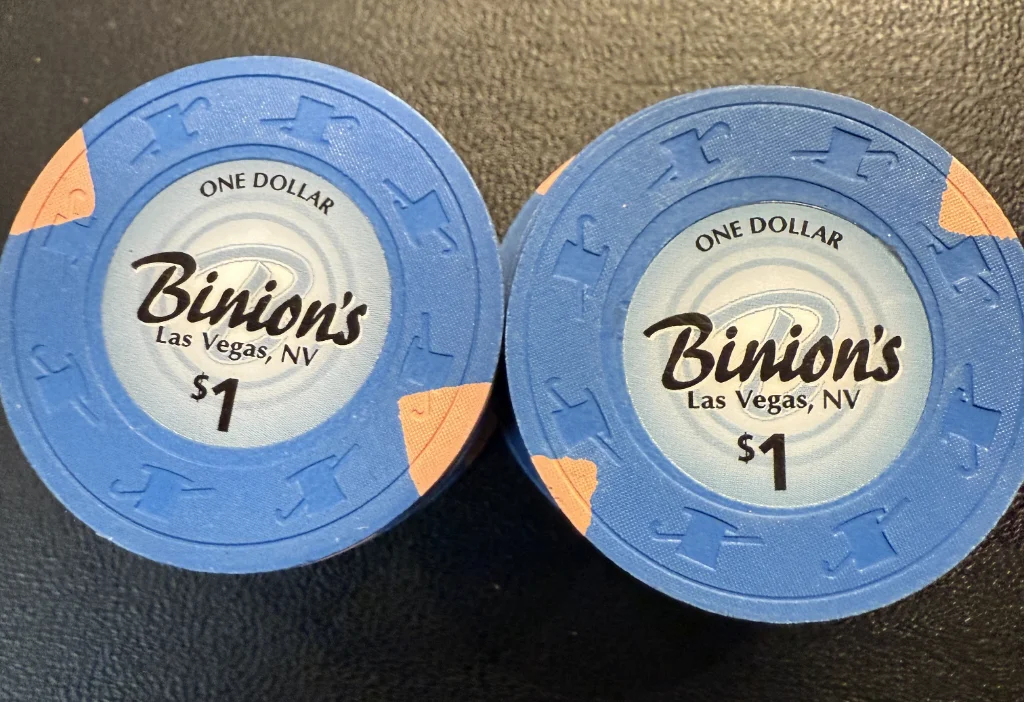 ONE DOLLAR
Binion's
Las Vegas, NV
$1
ONE DOLLAR
Binion's
Las Vegas, NV
$1